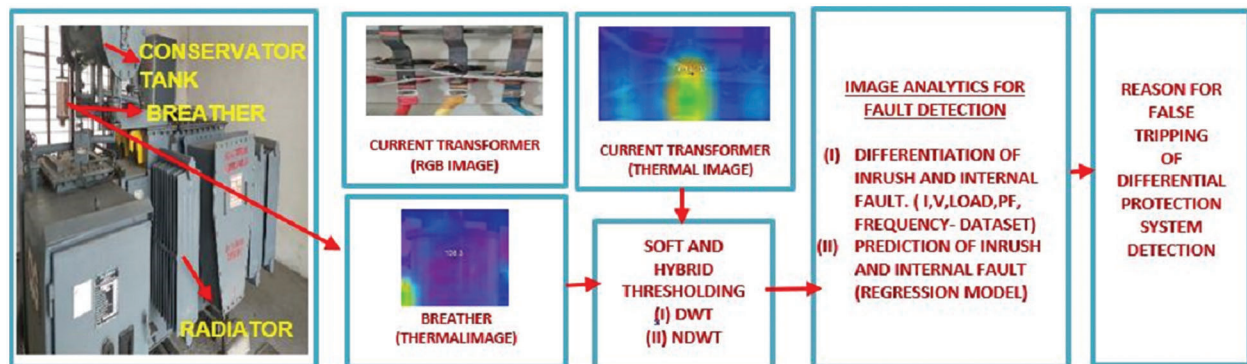 CONSERVATOR
TANK
BREATHER
RADIATOR
CURRENT TRANSFORMER
(RGB IMAGE)
CURRENT TRANSFORMER
(THERMAL IMAGE)
BREATHER
(THERMALIMAGE)
SOFT AND
HYBRID
THRESHOLDING
(I) DWT
(II) NDWT
IMAGE ANALYTICS FOR
FAULT DETECTION
(I) DIFFERENTIATION OF
INRUSH AND INTERNAL
FAULT. ( I,V,LOAD,PF,
FREQUENCY- DATASET)
(II) PREDICTION OF INRUSH
AND INTERNAL FAULT
(REGRESSION MODEL)
REASON FOR
FALSE
TRIPPING
OF
DIFFERENTIAL
PROTECTION
SYSTEM
DETECTION